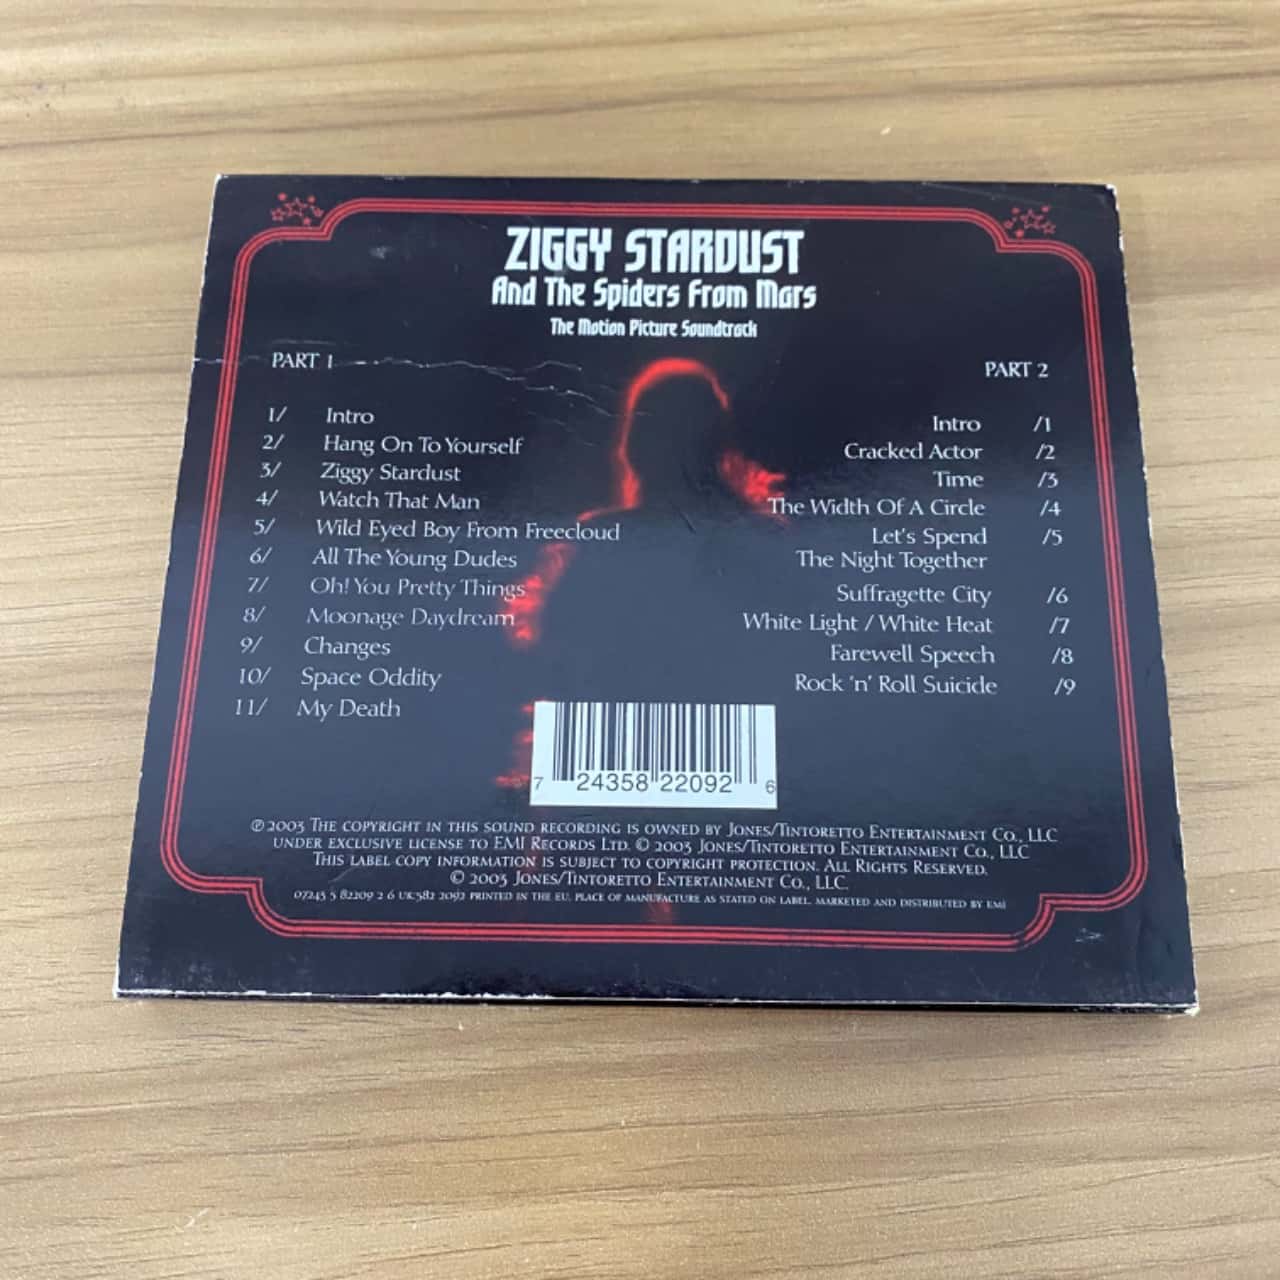 ZIGGY STARDUST
And The Spiders From Mars
The Motion Picture Soundtrack
PART 1
1/ Intro
2/ Hang On To Yourself
3/ Ziggy Stardust
4/ Watch That Man
5/ Wild Eyed Boy From Freecloud
6/ All The Young Dudes
7/ Oh! You Pretty Things
8/ Moonage Daydream
9/ Changes
10/ Space Oddity
11/ My Death
PART 2
Intro /1
Cracked Actor /2
Time /3
The Width Of A Circle /4
Let's Spend /5
The Night Together
Suffragette City /6
White Light / White Heat /7
Farewell Speech /8
Rock 'n' Roll Suicide /9
7 24358 22092 6
℗ 2003 THE COPYRIGHT IN THIS SOUND RECORDING IS OWNED BY JONES/TINTORETTO ENTERTAINMENT CO., LLC
UNDER EXCLUSIVE LICENSE TO EMI RECORDS LTD. © 2003 JONES/TINTORETTO ENTERTAINMENT CO., LLC
THIS LABEL COPY INFORMATION IS SUBJECT TO COPYRIGHT PROTECTION. ALL RIGHTS RESERVED.
© 2003 JONES/TINTORETTO ENTERTAINMENT CO., LLC.
07243 5 82209 2 6 UK:582 2092 PRINTED IN THE EU. PLACE OF MANUFACTURE AS STATED ON LABEL. MARKETED AND DISTRIBUTED BY EMI